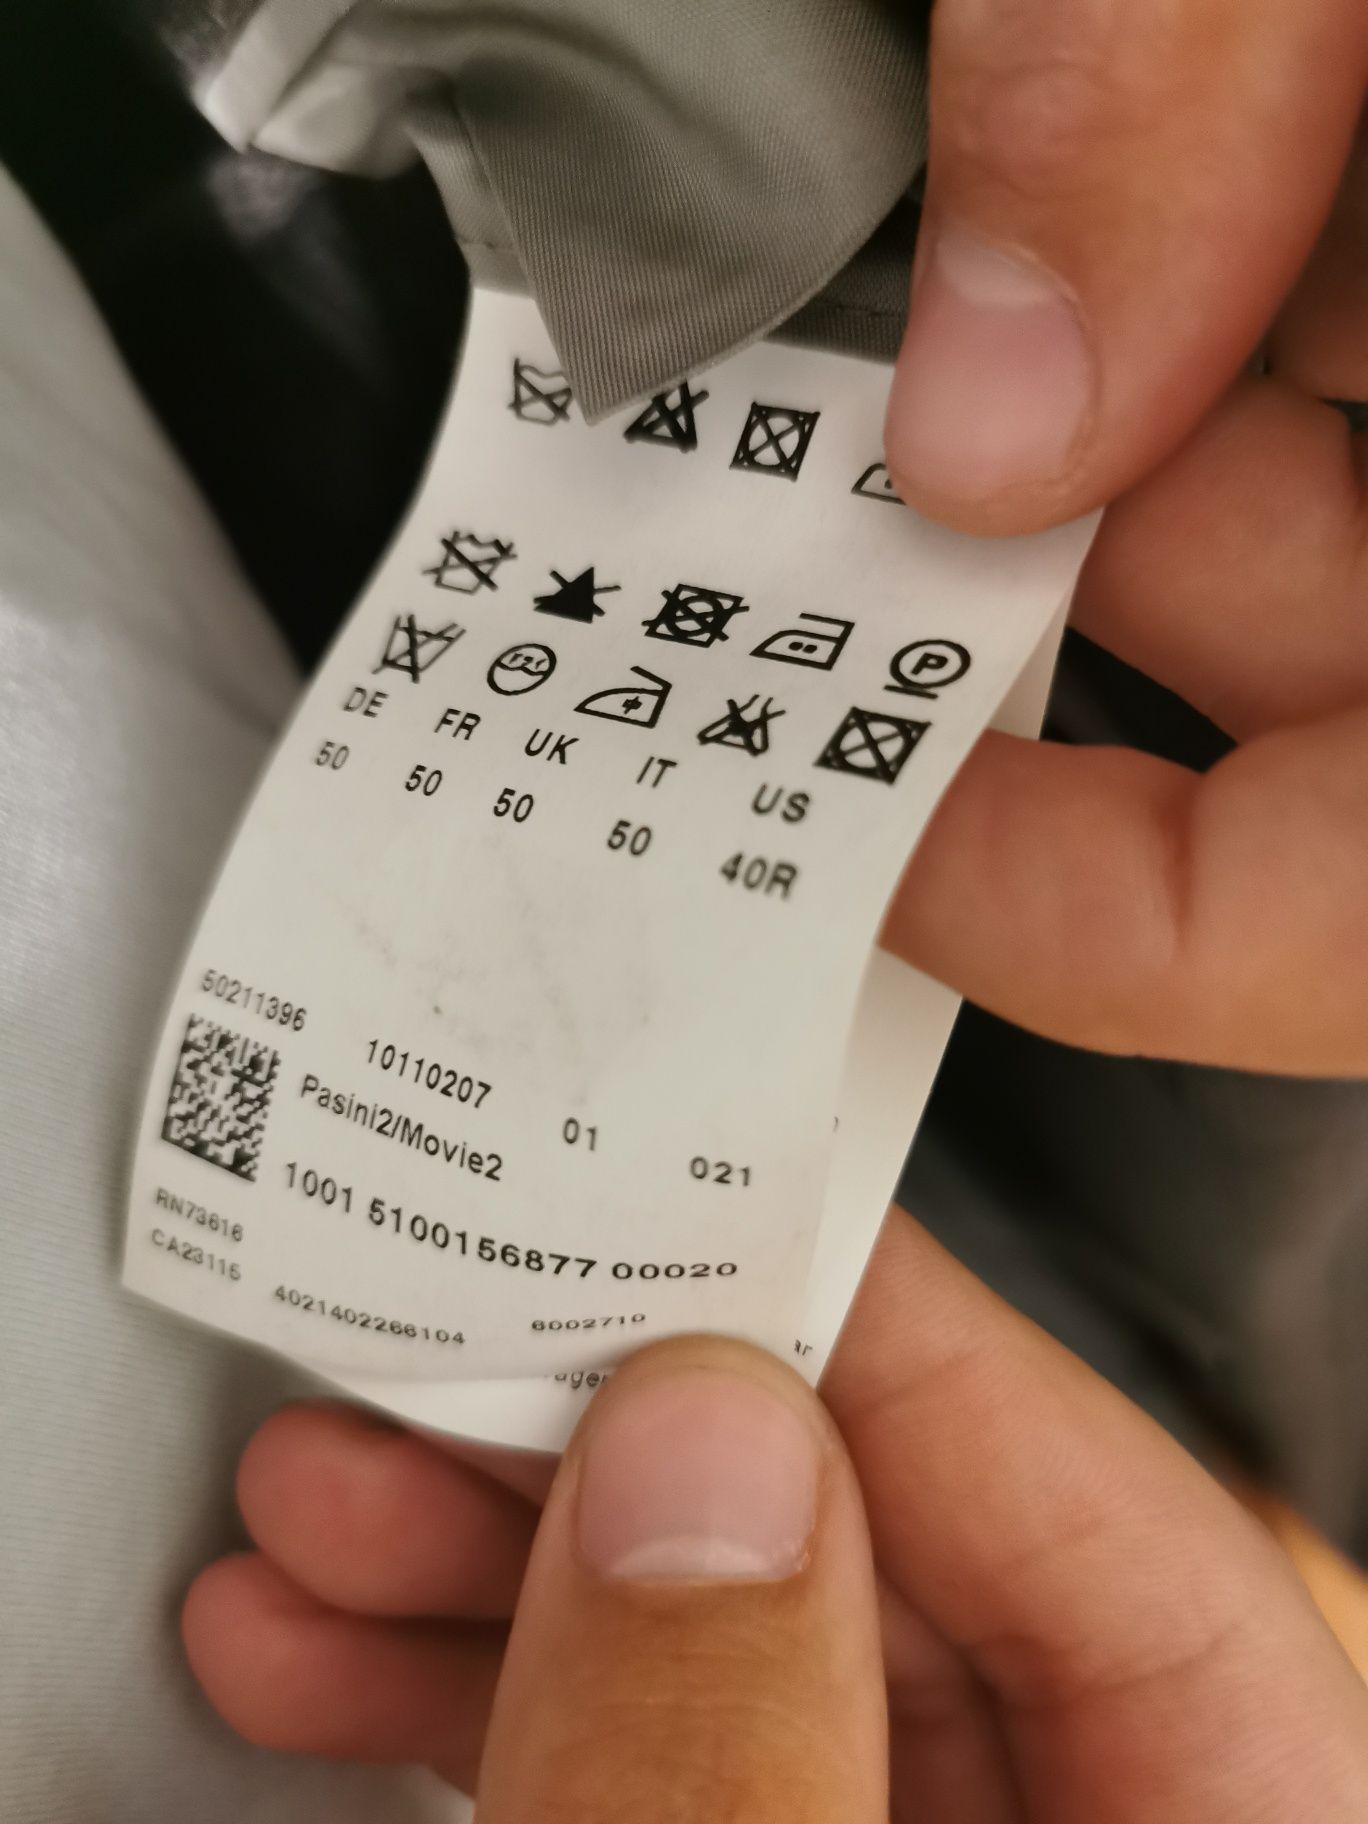 P
DE FR UK IT US
50 50 50 50 40R
50211396 10110207 01 021
Pasini2/Movie2
1001 5100156877 00020
RN73616
CA23115 4021402266104 6002710
ar